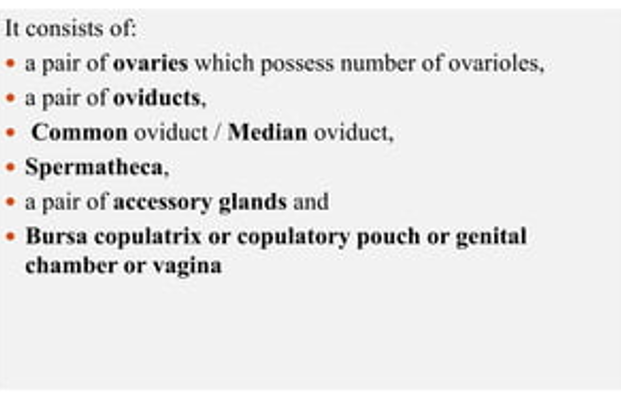 It consists of:
• a pair of ovaries which possess number of ovarioles,
• a pair of oviducts,
• Common oviduct / Median oviduct,
• Spermatheca,
• a pair of accessory glands and
• Bursa copulatrix or copulatory pouch or genital
chamber or vagina